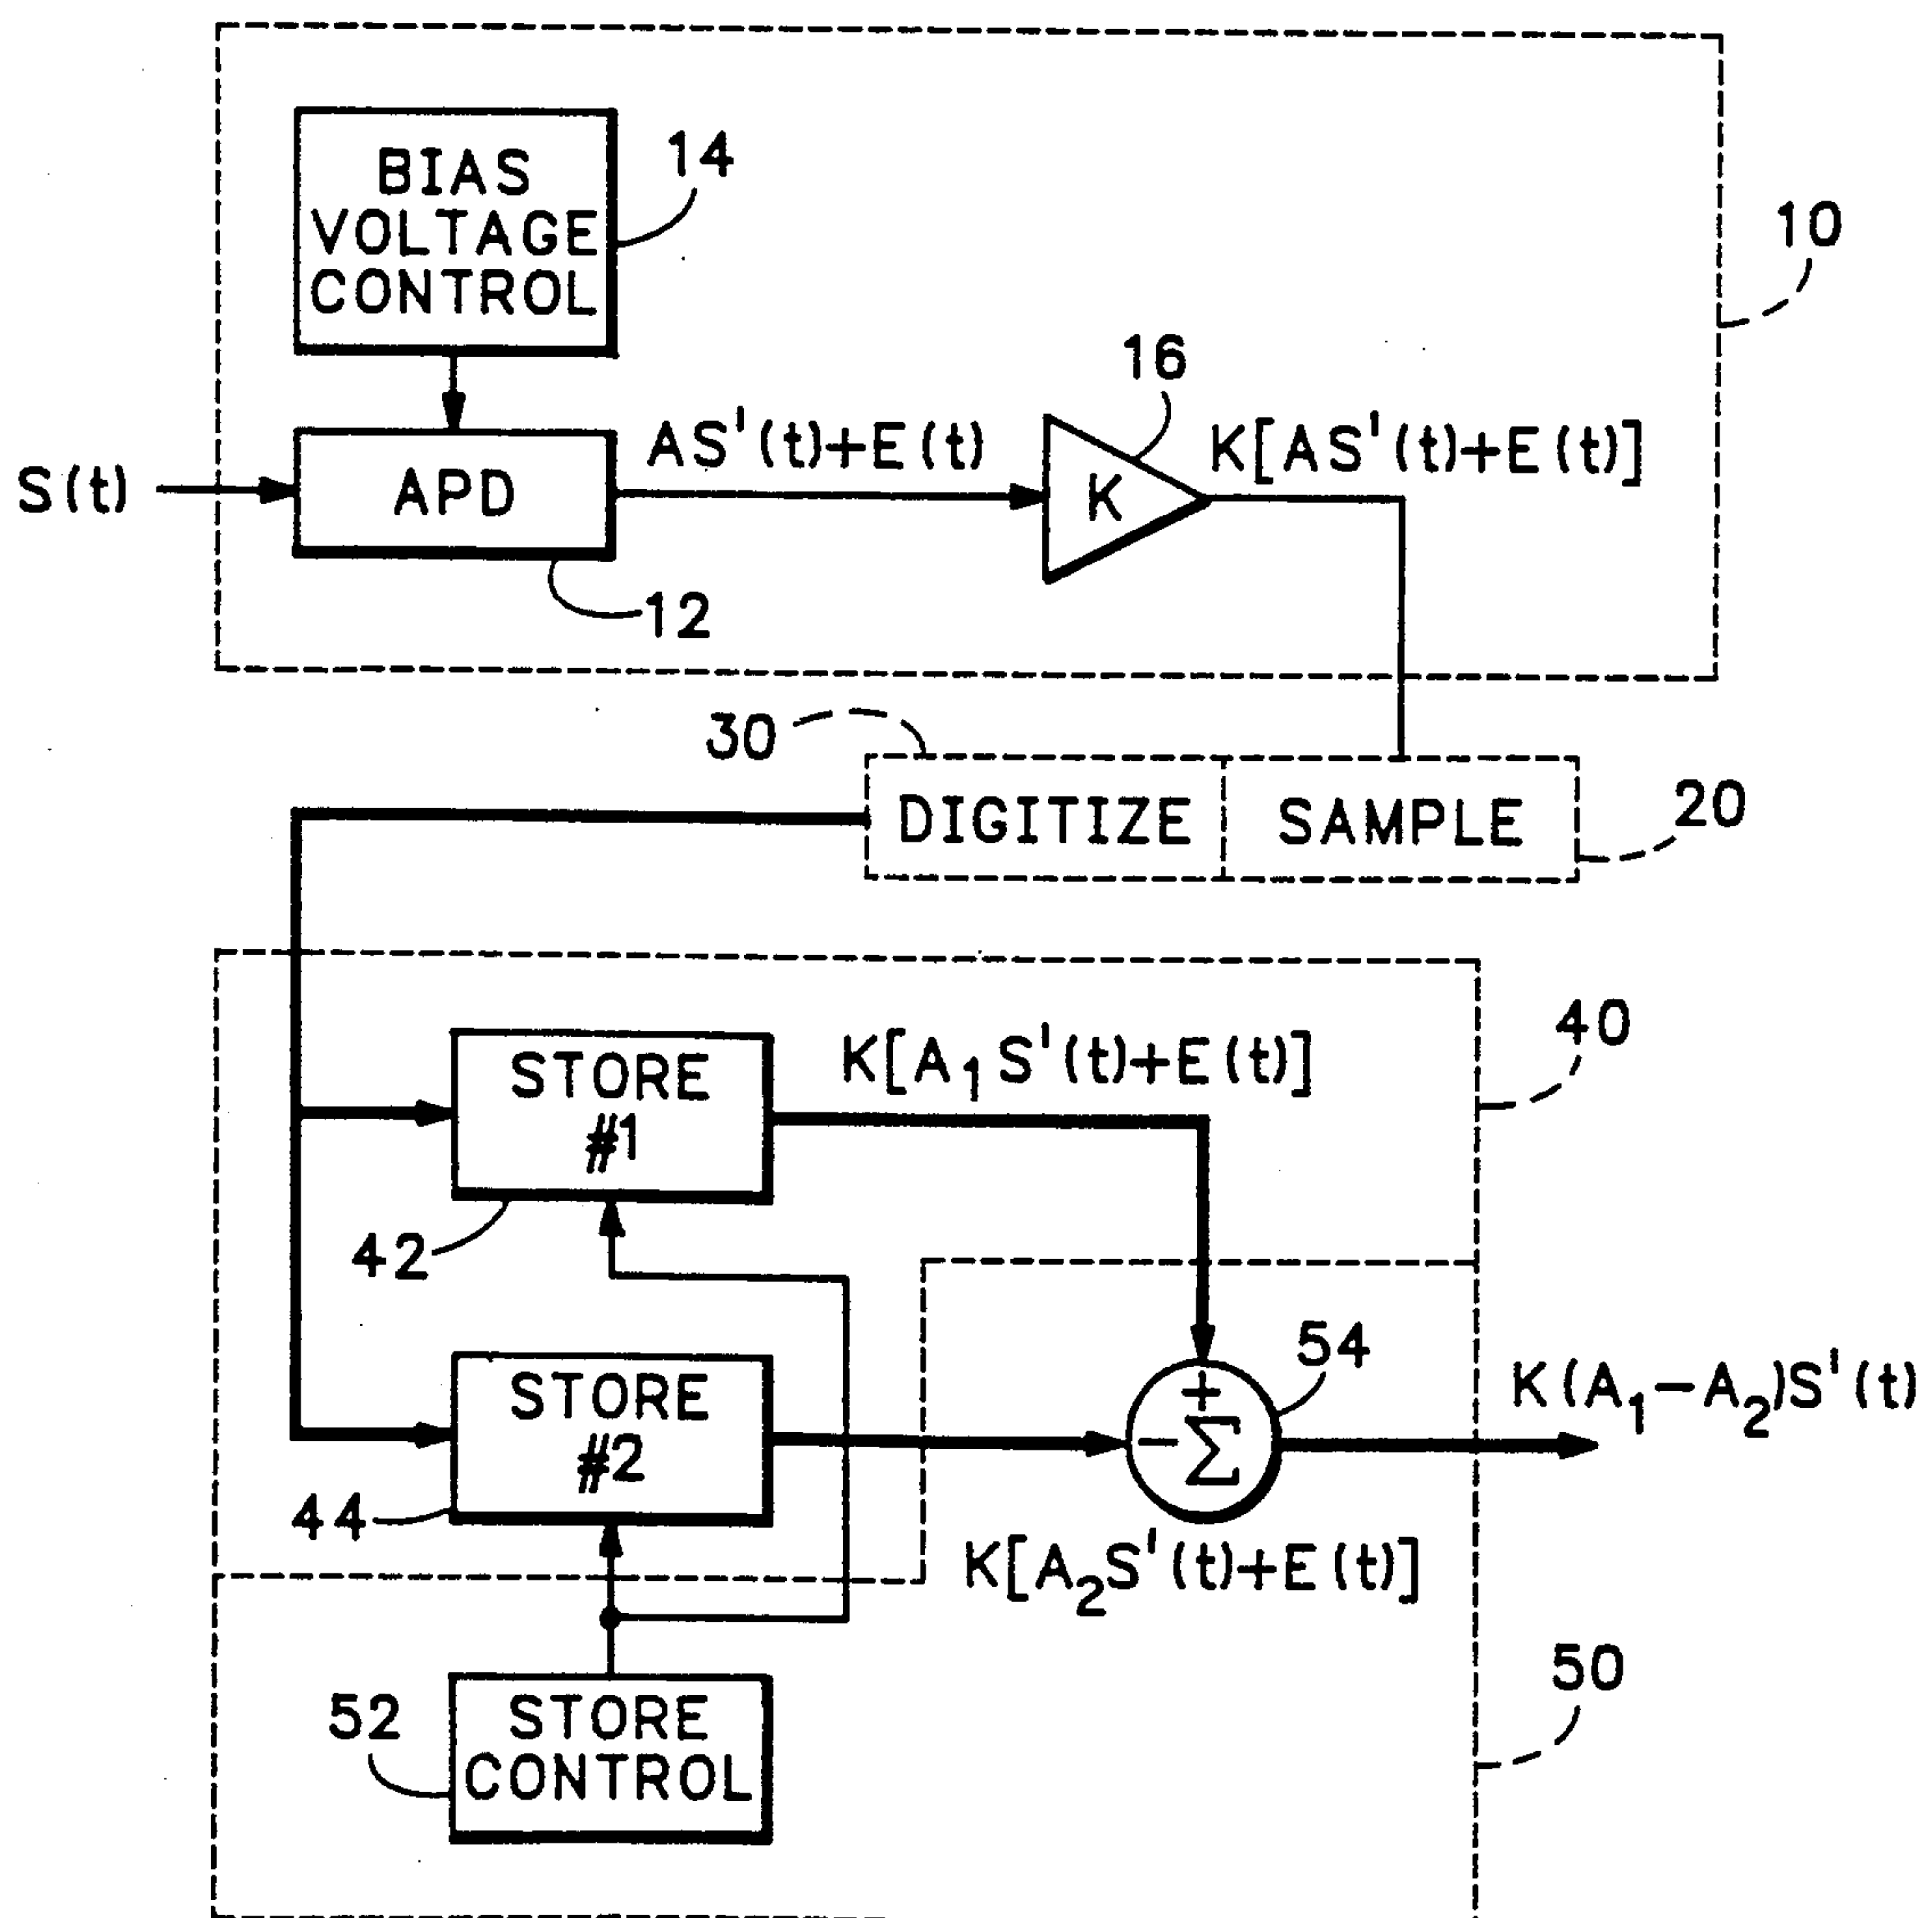 BIAS
VOLTAGE
CONTROL
14
10
16
S(t)
APD
AS'(t)+E(t)
K
K[AS'(t)+E(t)]
12
30
DIGITIZE
SAMPLE
20
40
STORE
#1
K[A₁S'(t)+E(t)]
42
54
STORE
#2
+
-
Σ
K(A₁-A₂)S'(t)
44
K[A₂S'(t)+E(t)]
50
52
STORE
CONTROL